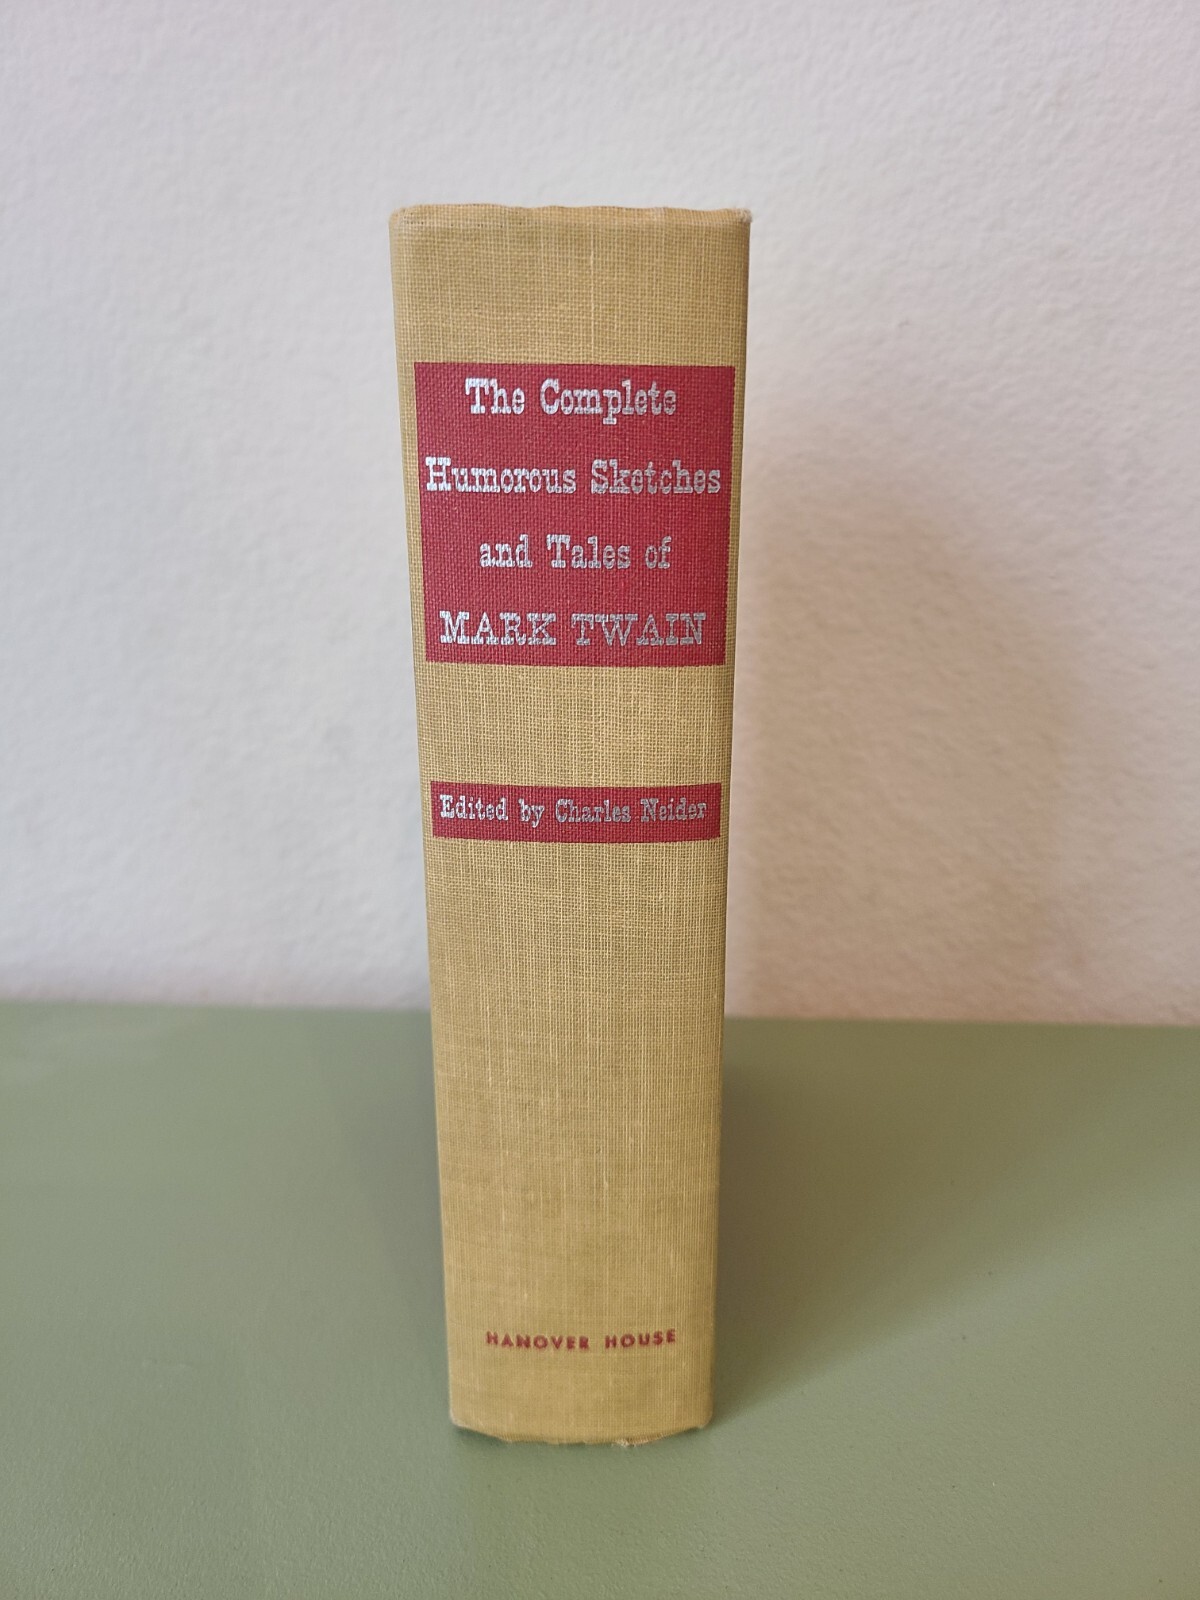 The Complete
Humorous Sketches
and Tales of
MARK TWAIN
Edited by Charles Neider
HANOVER HOUSE